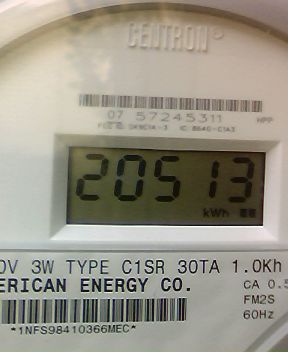 CENTRON®
07 57245311 HPP
20513
kWh
0V 3W TYPE C1SR 30TA 1.0Kh
ERICAN ENERGY CO. CA 0.5
FM2S
60Hz
*1NFS98410366MEC*